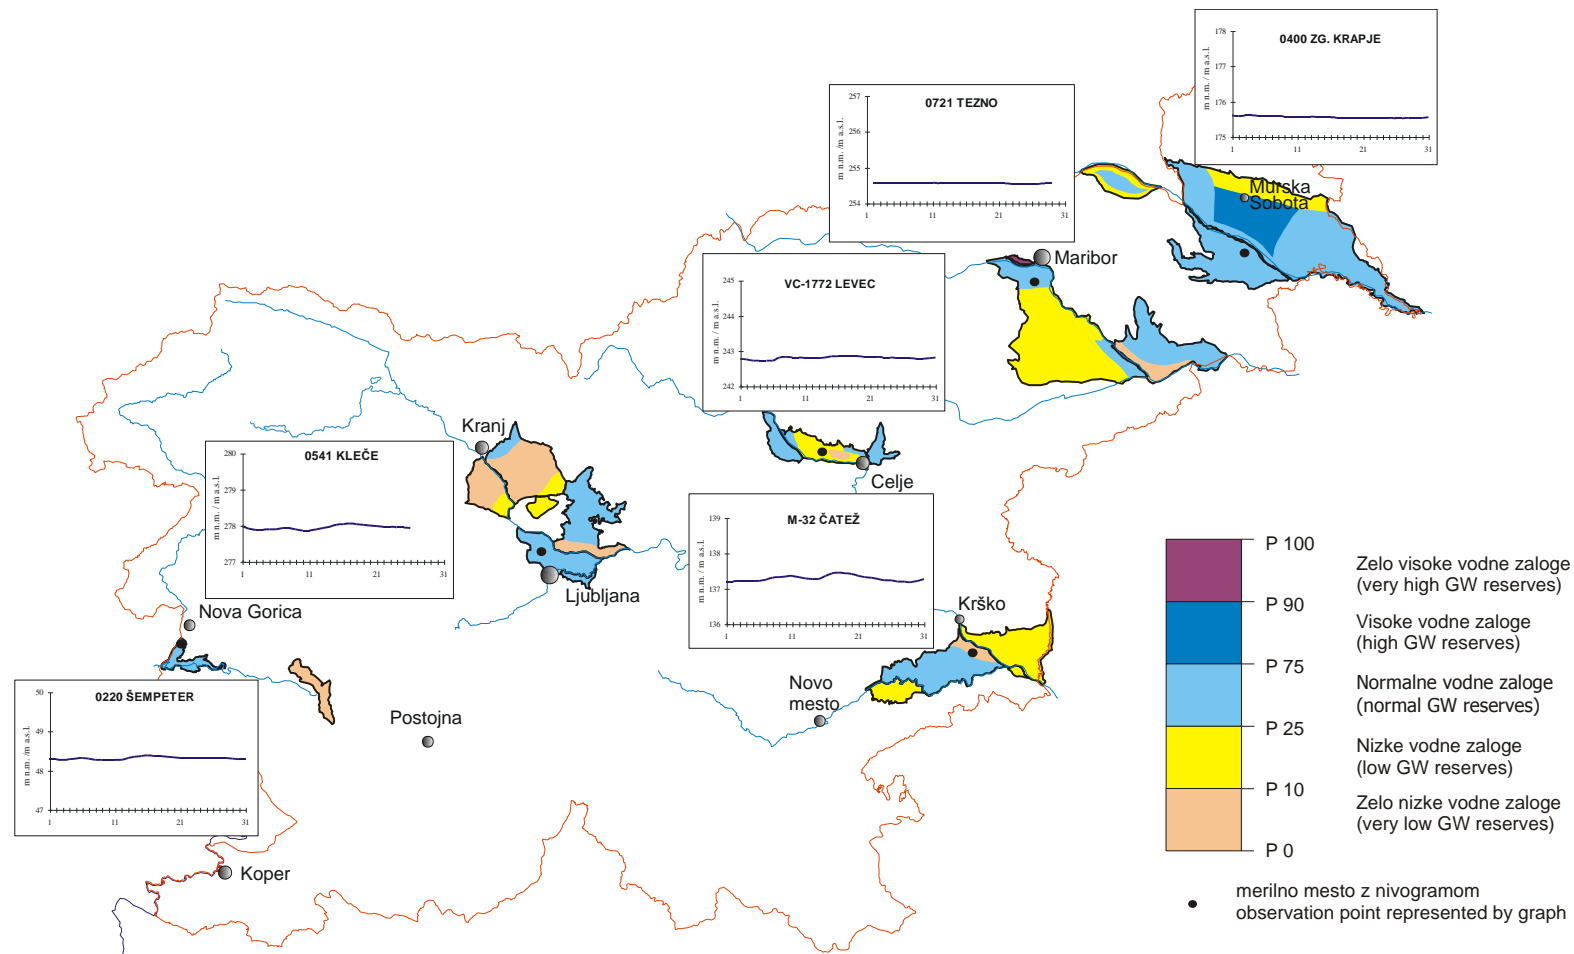 0400 ZG. KRAPJE
m n.m. / m a.s.l.
178
177
176
175
1
11
21
31
0721 TEZNO
m n.m. /m a.s.l.
257
256
255
254
1
11
21
31
Murska
Sobota
Maribor
VC-1772 LEVEC
m n.m. / m a.s.l.
245
244
243
242
1
11
21
31
Kranj
0541 KLEČE
m n.m. / m a.s.l.
280
279
278
277
1
11
21
31
Celje
M-32 ČATEŽ
m n.m. / m a.s.l.
139
138
137
136
1
11
21
31
Ljubljana
Nova Gorica
Krško
0220 ŠEMPETER
m n.m. /m a.s.l.
50
49
48
47
1
11
21
31
Novo
mesto
Postojna
Koper
P 100
Zelo visoke vodne zaloge
(very high GW reserves)
P 90
Visoke vodne zaloge
(high GW reserves)
P 75
Normalne vodne zaloge
(normal GW reserves)
P 25
Nizke vodne zaloge
(low GW reserves)
P 10
Zelo nizke vodne zaloge
(very low GW reserves)
P 0
merilno mesto z nivogramom
observation point represented by graph